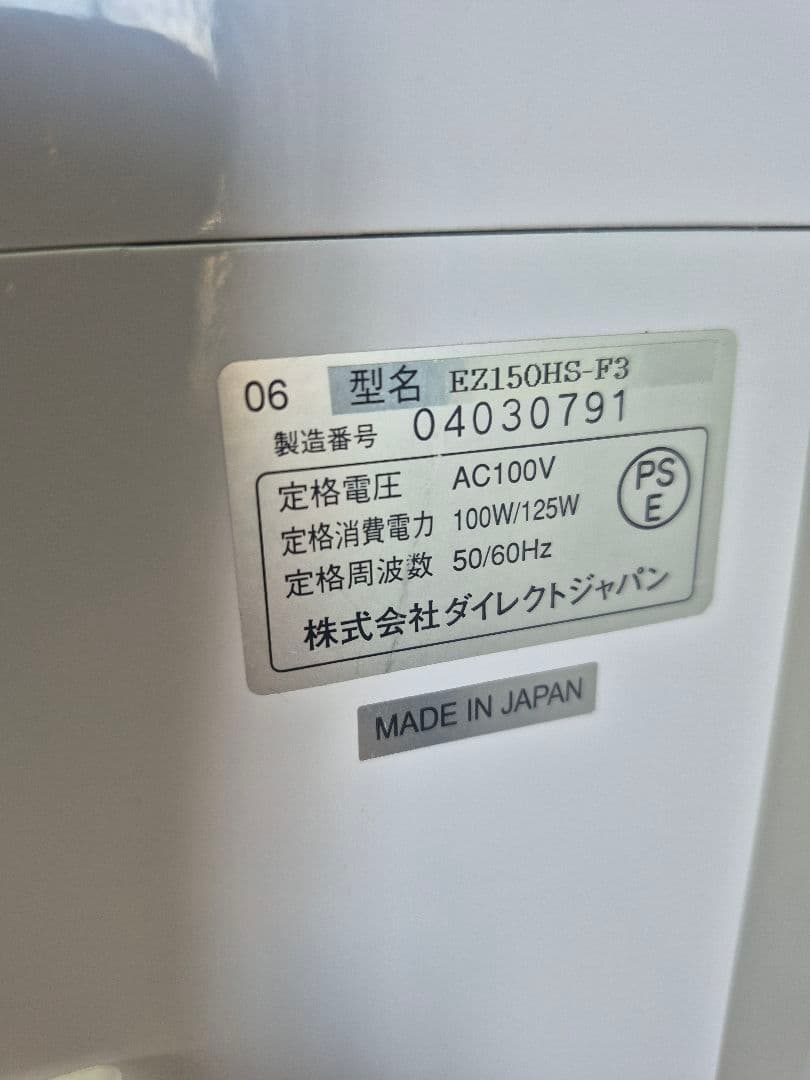 06 型名 EZ150HS-F3
製造番号 04030791
定格電圧 AC100V
定格消費電力 100W/125W
定格周波数 50/60Hz
PS
E
株式会社ダイレクトジャパン
MADE IN JAPAN